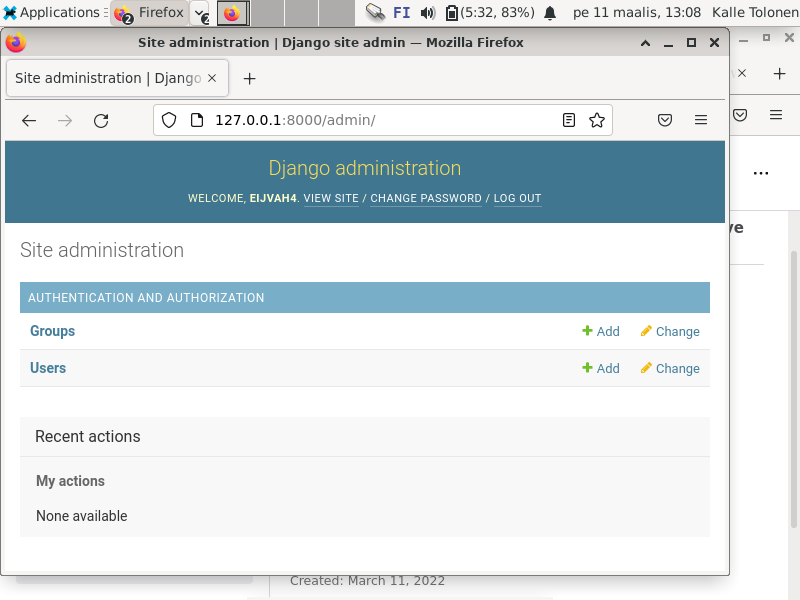 Applications
2 Firefox
2
FI
(5:32, 83%)
pe 11 maalis, 13:08
Kalle Tolonen
Site administration | Django site admin — Mozilla Firefox
Site administration | Django
127.0.0.1:8000/admin/
Django administration
WELCOME, EIJVAH4. VIEW SITE / CHANGE PASSWORD / LOG OUT
Site administration
AUTHENTICATION AND AUTHORIZATION
Groups Add Change
Users Add Change
Recent actions
My actions
None available
ve
Created: March 11, 2022